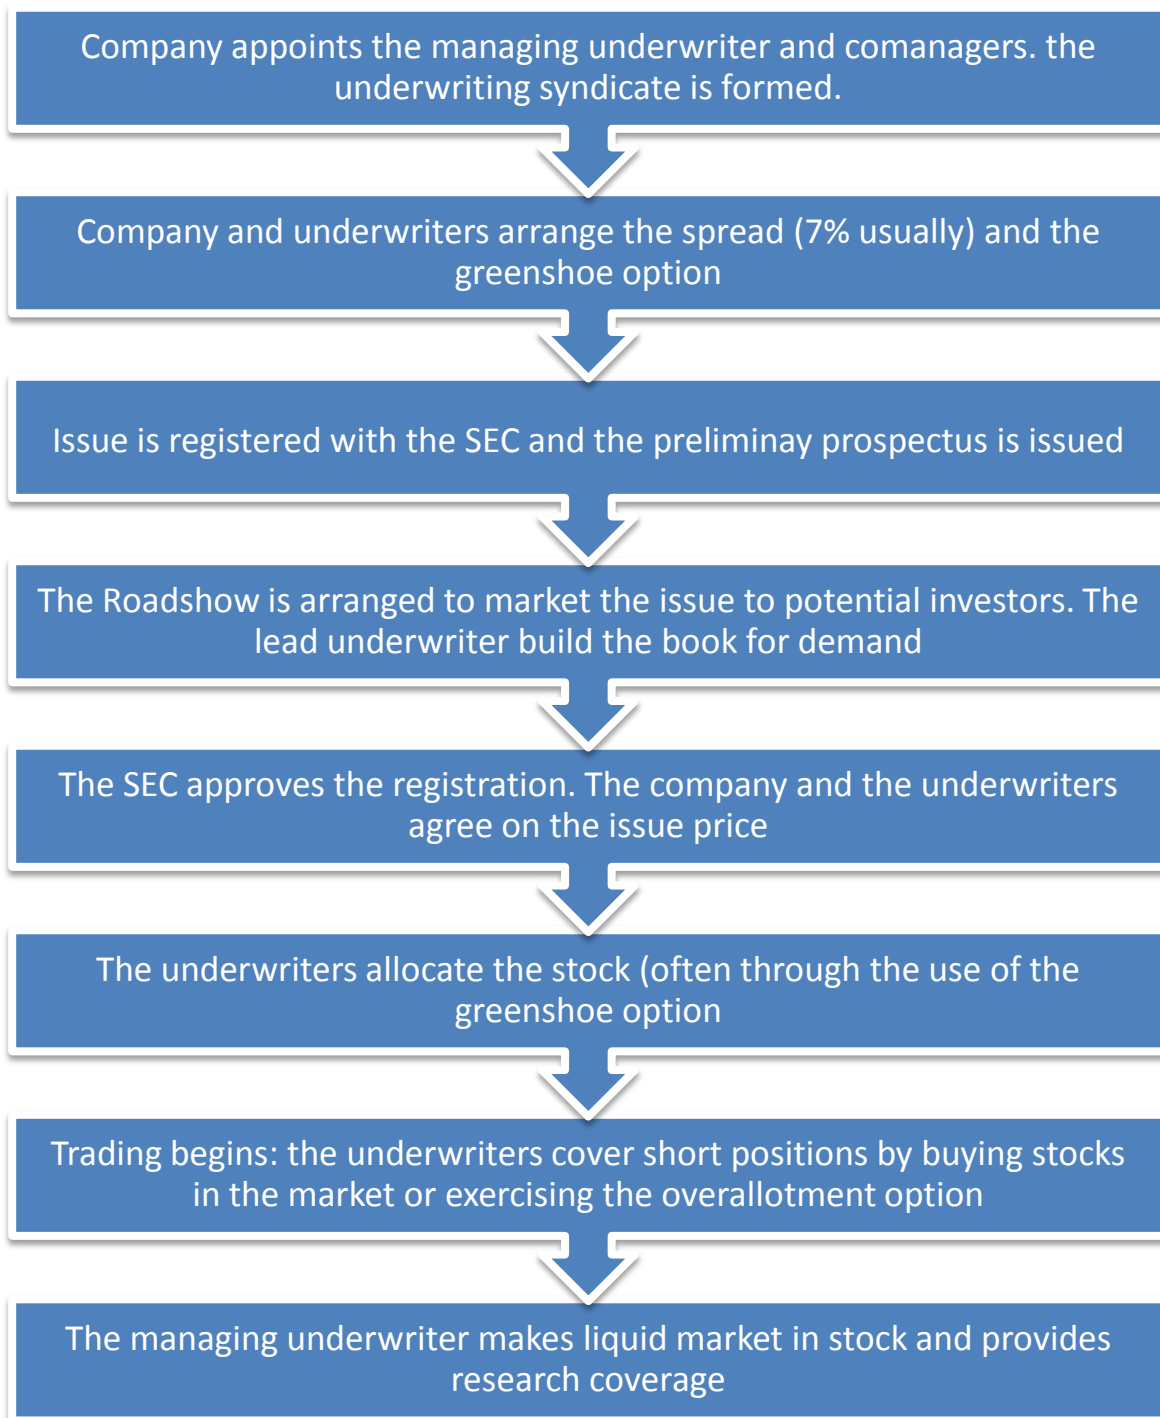 Company appoints the managing underwriter and comanagers. the
underwriting syndicate is formed.
Company and underwriters arrange the spread (7% usually) and the
greenshoe option
Issue is registered with the SEC and the preliminay prospectus is issued
The Roadshow is arranged to market the issue to potential investors. The
lead underwriter build the book for demand
The SEC approves the registration. The company and the underwriters
agree on the issue price
The underwriters allocate the stock (often through the use of the
greenshoe option
Trading begins: the underwriters cover short positions by buying stocks
in the market or exercising the overallotment option
The managing underwriter makes liquid market in stock and provides
research coverage